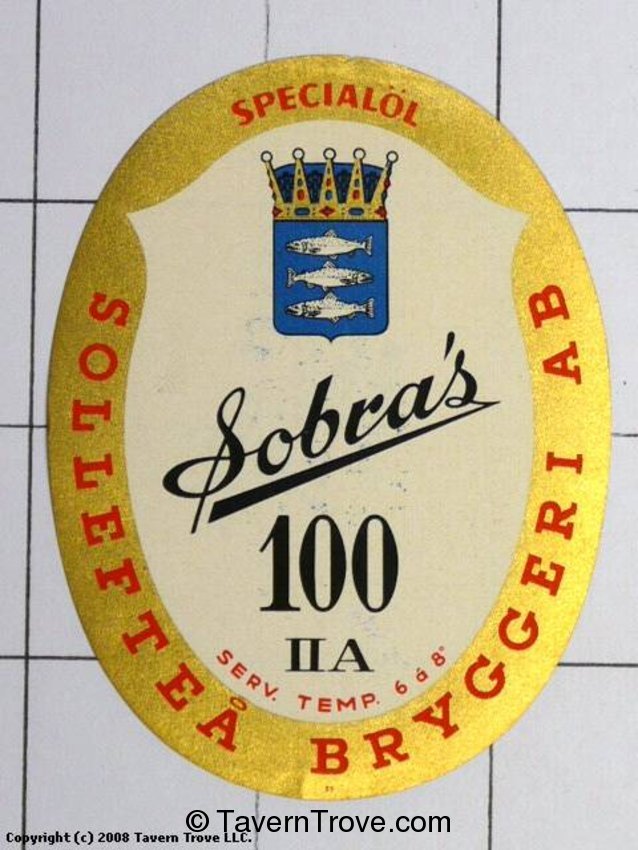 SPECIALÖL
Sobra's
100
IIA
SERV. TEMP. 6 á 8°
SOLLEFTEÅ BRYGGERI AB
Copyright (c) 2008 Tavern Trove LLC.
© TavernTrove.com